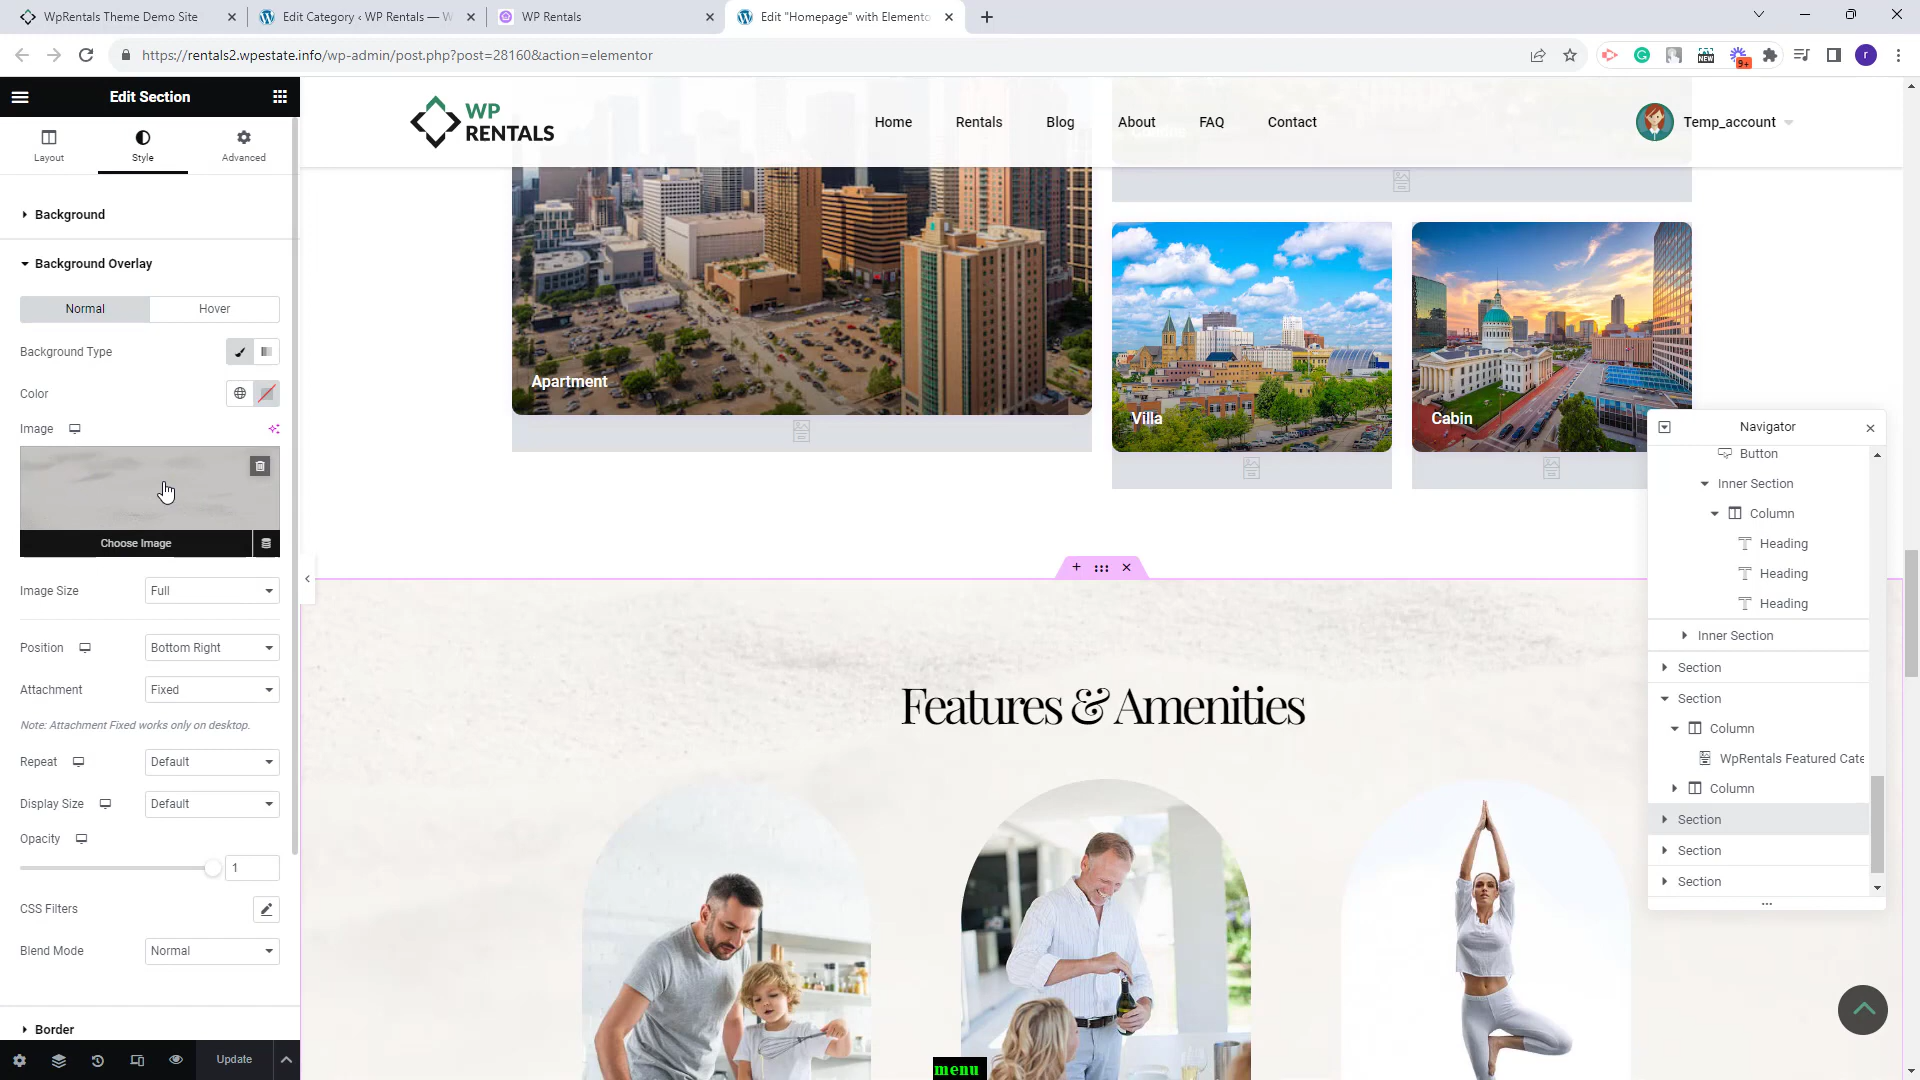 WpRentals Theme Demo Site
Edit Category ‹ WP Rentals — W
WP Rentals
Edit "Homepage" with Elemento
https://rentals2.wpestate.info/wp-admin/post.php?post=28160&action=elementor
NEW
9+
r
Edit Section
Layout
Style
Advanced
Background
Background Overlay
Normal
Hover
Background Type
Color
Image
Choose Image
Image Size
Full
Position
Bottom Right
Attachment
Fixed
Note: Attachment Fixed works only on desktop.
Repeat
Default
Display Size
Default
Opacity
1
CSS Filters
Blend Mode
Normal
Border
Update
WP
RENTALS
Home
Rentals
Blog
About
FAQ
Contact
Temp_account
Apartment
Villa
Cabin
Features & Amenities
menu
Navigator
Button
Inner Section
Column
Heading
Heading
Heading
Inner Section
Section
Section
Column
WpRentals Featured Cate
Column
Section
Section
Section